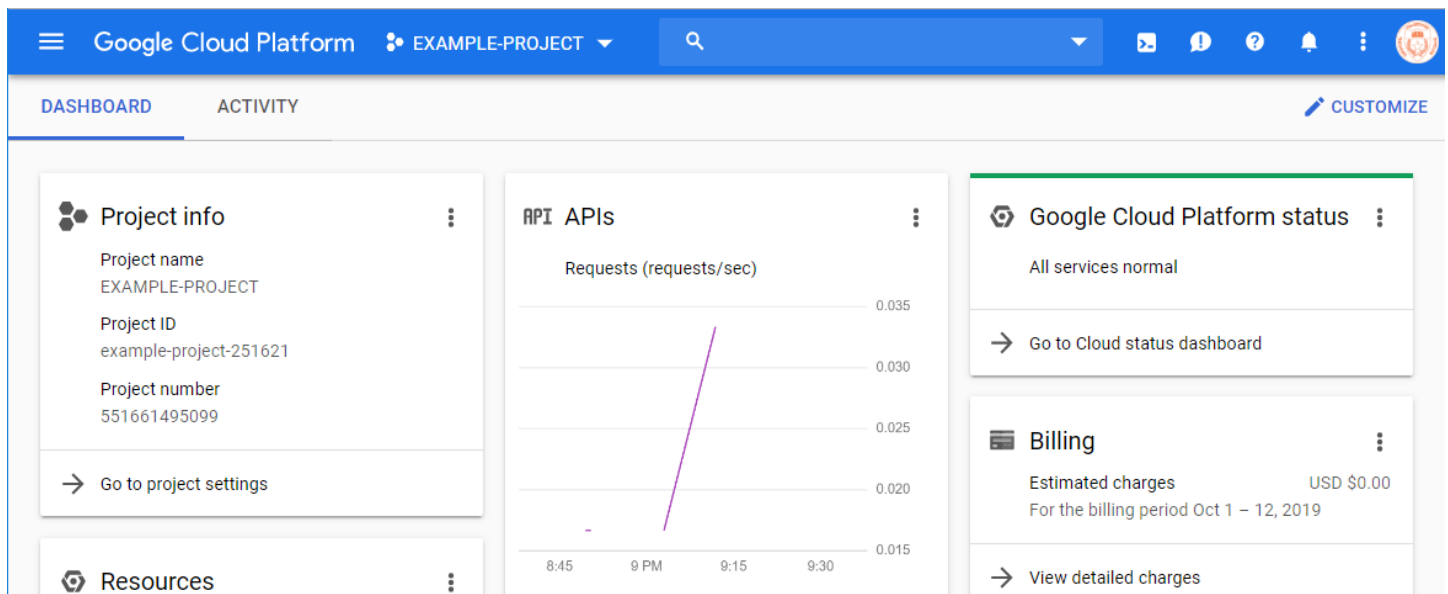 Google Cloud Platform EXAMPLE-PROJECT
DASHBOARD ACTIVITY CUSTOMIZE
Project info
Project name
EXAMPLE-PROJECT
Project ID
example-project-251621
Project number
551661495099
Go to project settings
Resources
API APIs
Requests (requests/sec)
0.035
0.030
0.025
0.020
0.015
8:45 9 PM 9:15 9:30
Google Cloud Platform status
All services normal
Go to Cloud status dashboard
Billing
Estimated charges USD $0.00
For the billing period Oct 1 – 12, 2019
View detailed charges